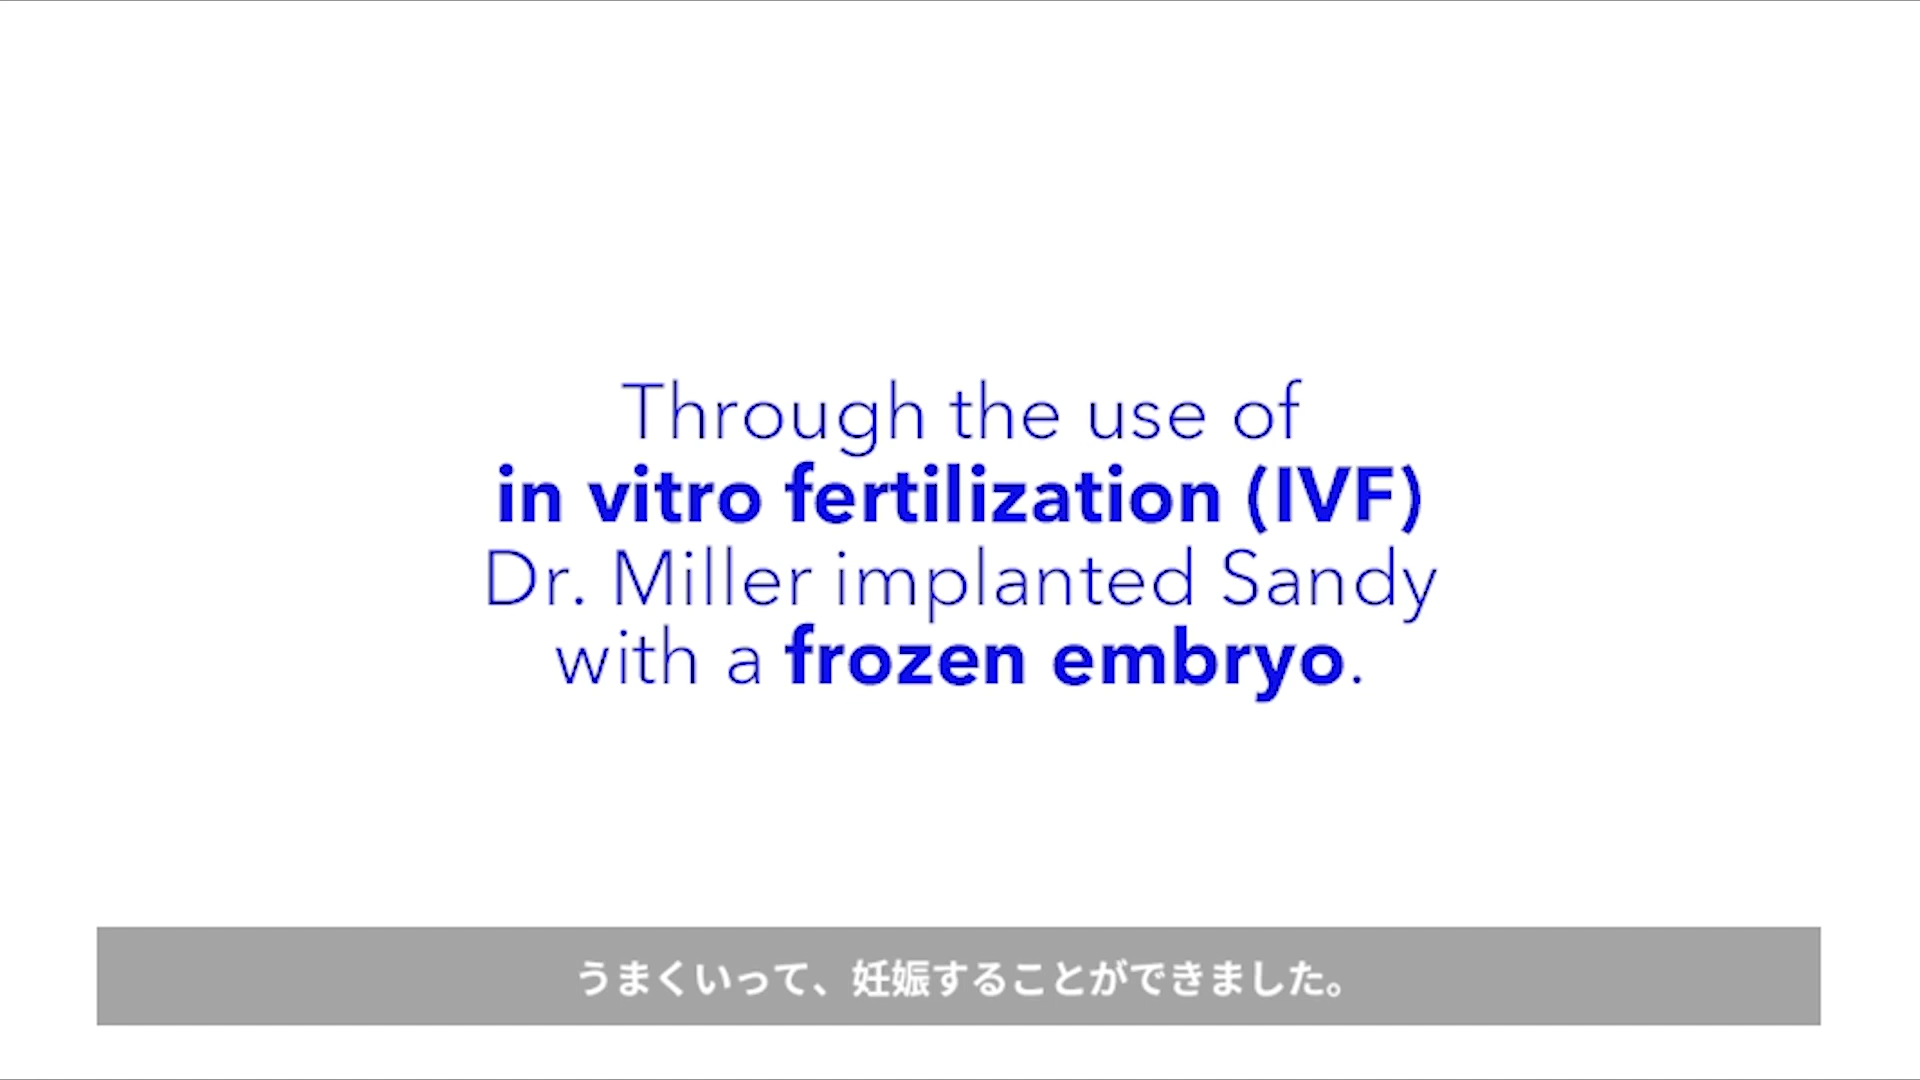 Through the use of
in vitro fertilization (IVF)
Dr. Miller implanted Sandy
with a frozen embryo.
うまくいって、妊娠することができました。